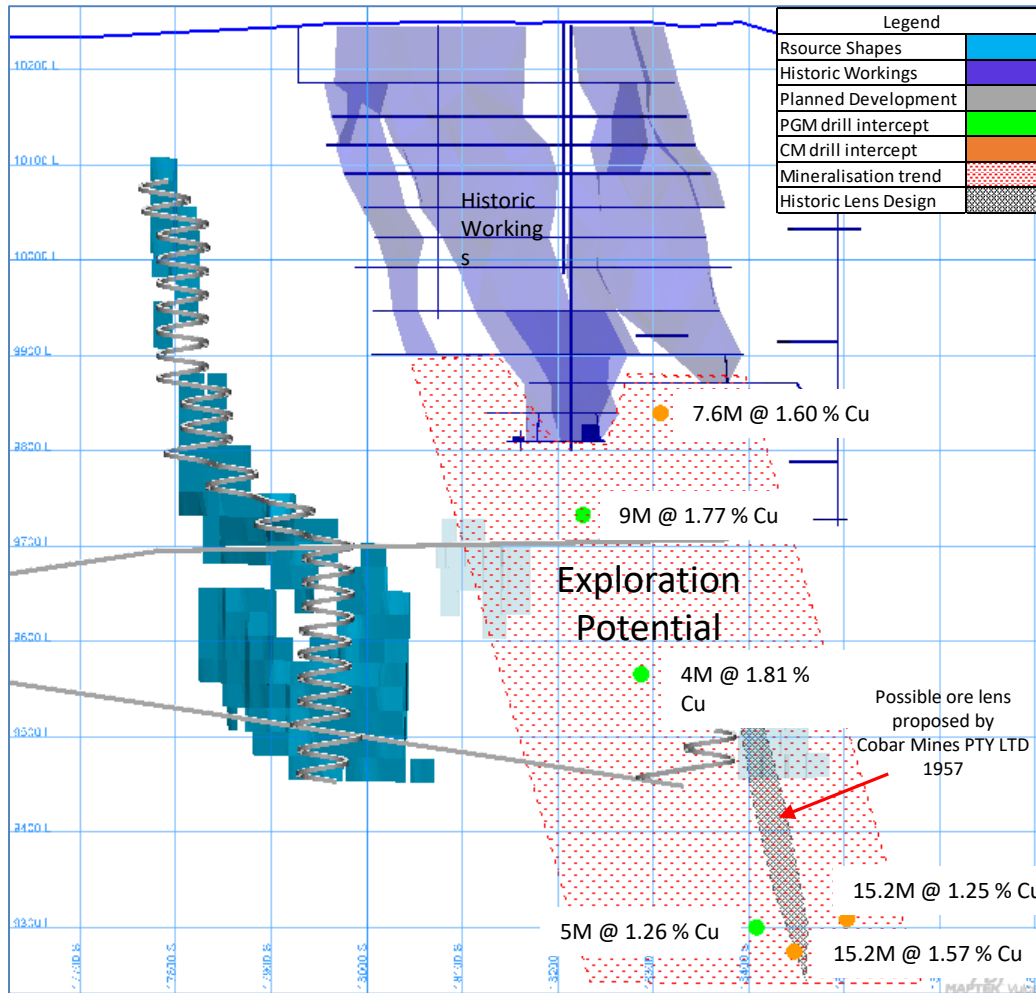 Legend
Rsource Shapes
Historic Workings
Planned Development
PGM drill intercept
CM drill intercept
Mineralisation trend
Historic Lens Design
Historic
Working
s
7.6M @ 1.60 % Cu
9M @ 1.77 % Cu
Exploration
Potential
4M @ 1.81 %
Cu
Possible ore lens
proposed by
Cobar Mines PTY LTD
1957
15.2M @ 1.25 % Cu
5M @ 1.26 % Cu
15.2M @ 1.57 % Cu
MAPTEK